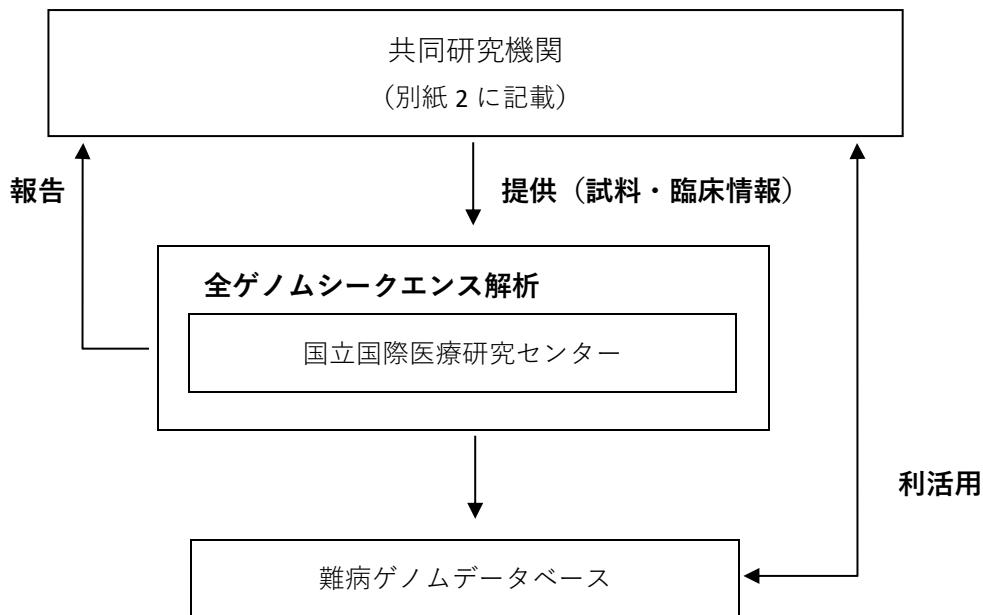 共同研究機関
（別紙 2 に記載）
報告
提供（試料・臨床情報）
全ゲノムシークエンス解析
国立国際医療研究センター
利活用
難病ゲノムデータベース